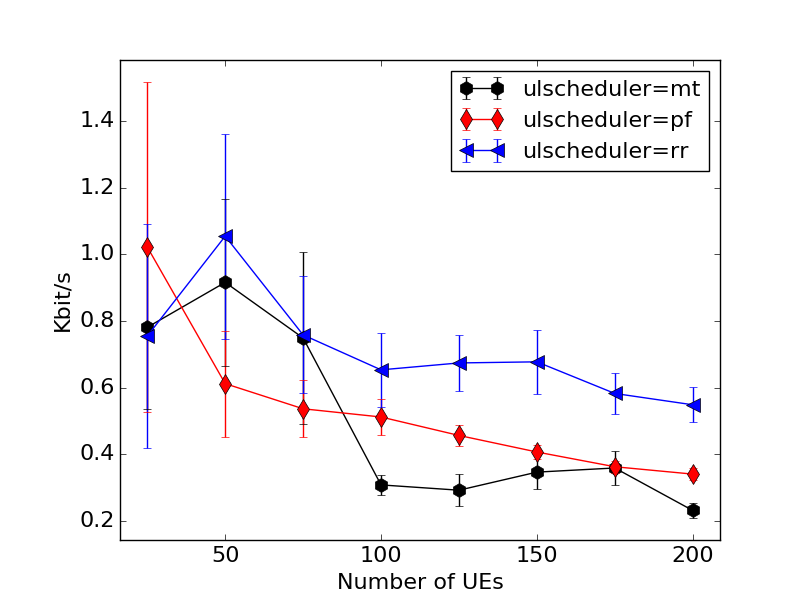 ulscheduler=mt
ulscheduler=pf
ulscheduler=rr
1.4
1.2
1.0
0.8
0.6
0.4
0.2
Kbit/s
50 100 150 200
Number of UEs